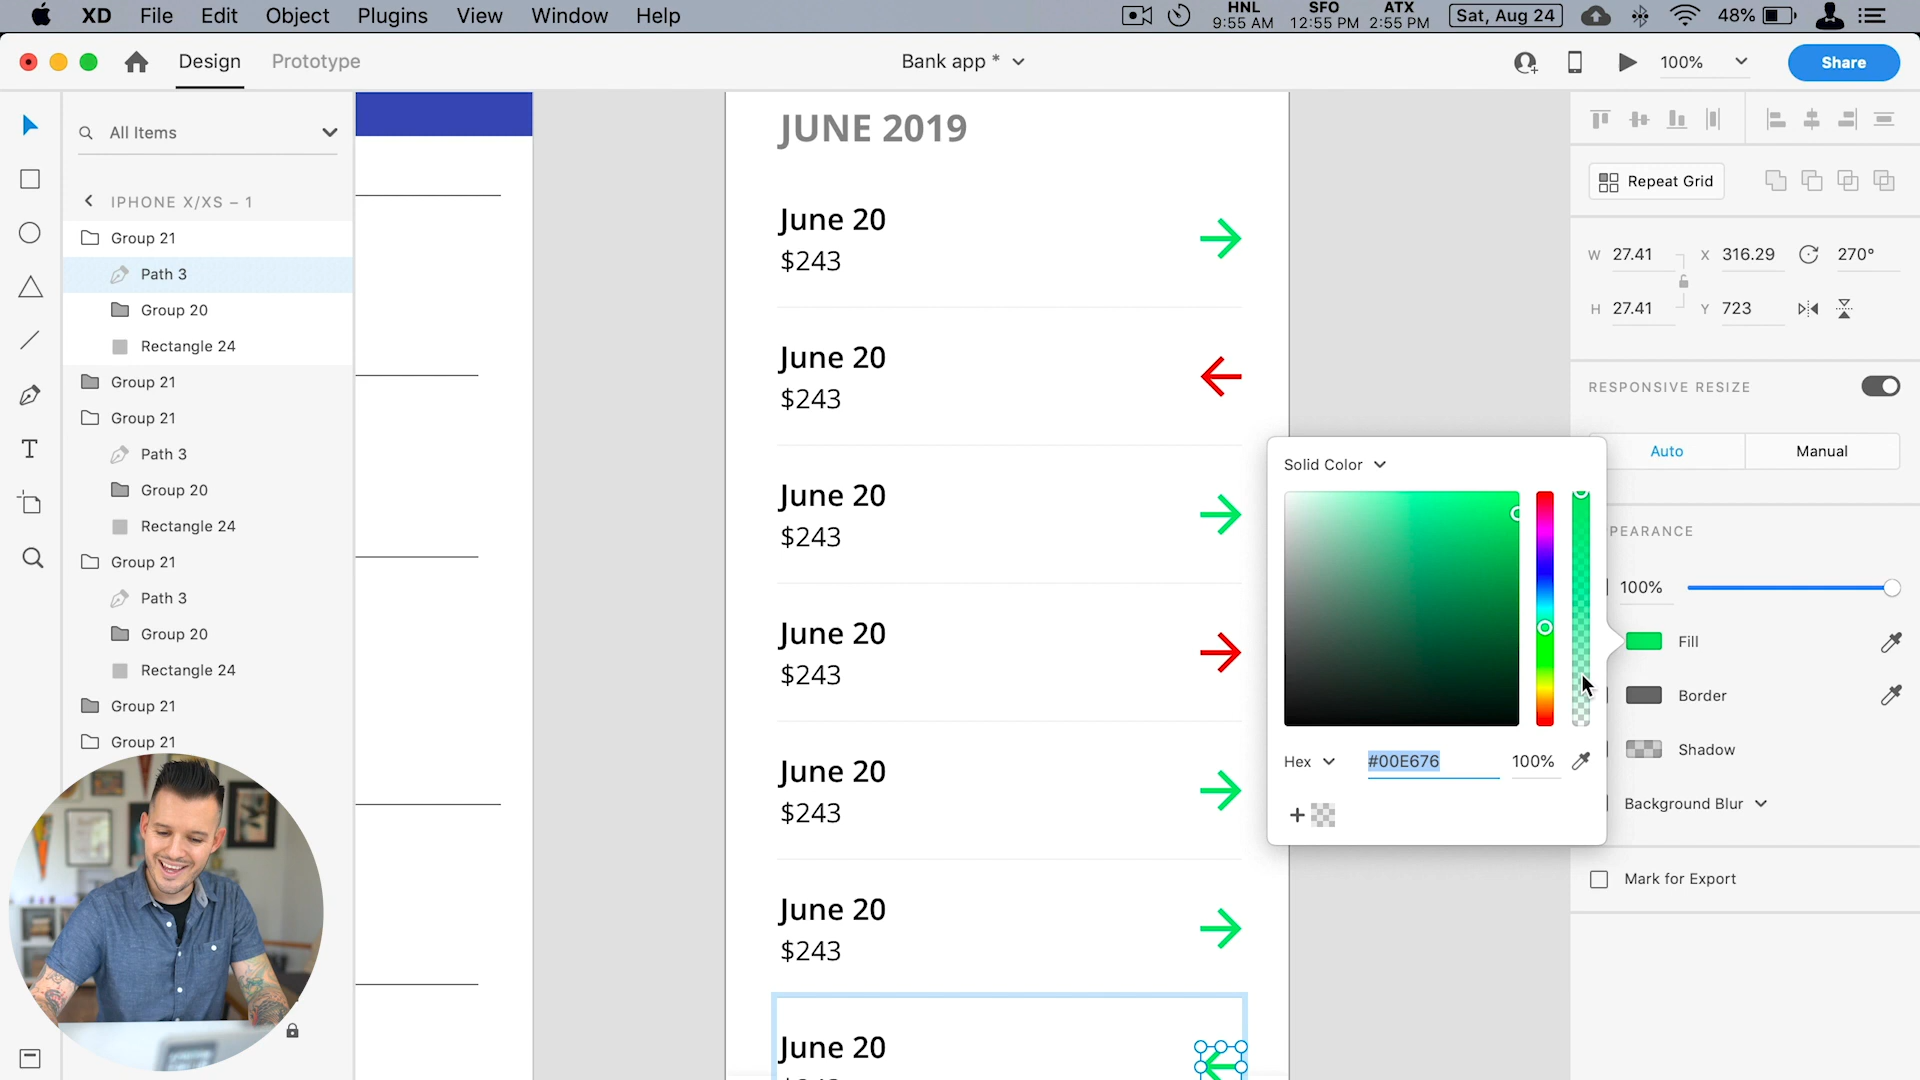 XD File Edit Object Plugins View Window Help
HNL 9:55 AM
SFO 12:55 PM
ATX 2:55 PM
Sat, Aug 24
48%
Design Prototype
Bank app *
100%
Share
All Items
IPHONE X/XS – 1
Group 21
Path 3
Group 20
Rectangle 24
Group 21
Group 21
Path 3
Group 20
Rectangle 24
Group 21
Path 3
Group 20
Rectangle 24
Group 21
Group 21
JUNE 2019
June 20
$243
June 20
$243
June 20
$243
June 20
$243
June 20
$243
June 20
$243
June 20
Solid Color
Hex #00E676 100%
+
Repeat Grid
W 27.41 X 316.29 270°
H 27.41 Y 723
RESPONSIVE RESIZE
Auto Manual
PEARANCE
100%
Fill
Border
Shadow
Background Blur
Mark for Export